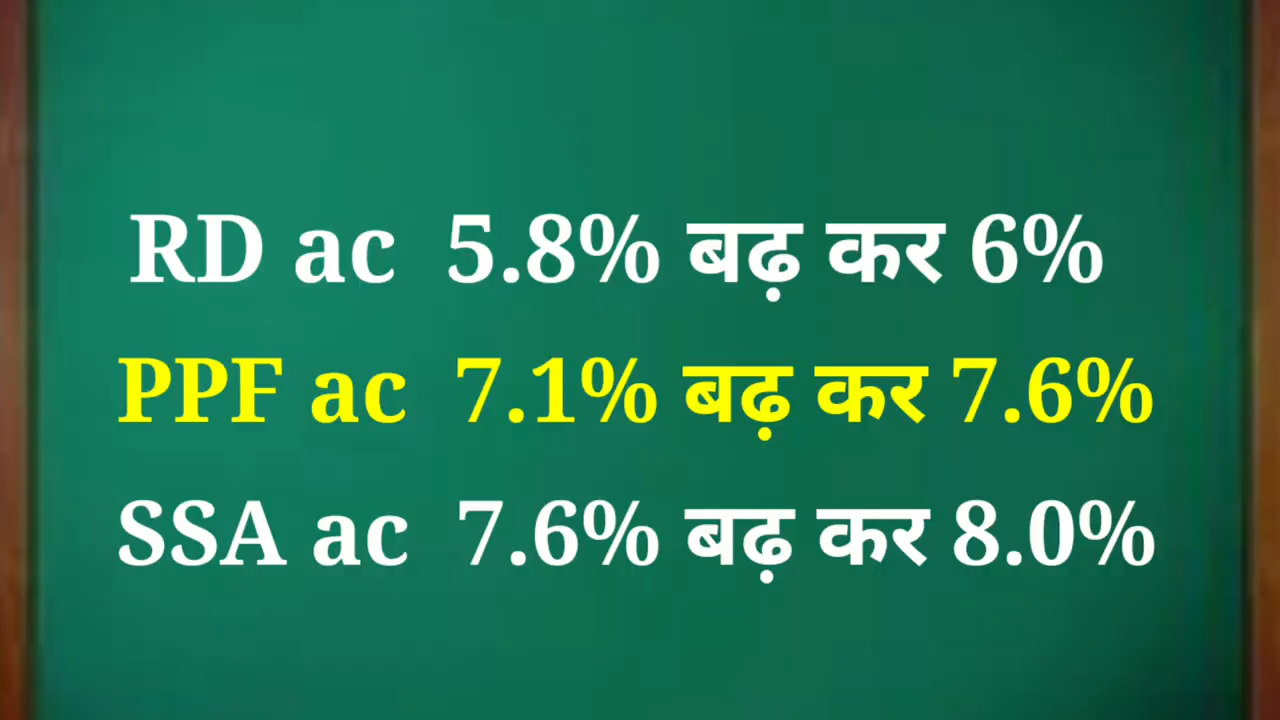 RD ac 5.8% बढ़ कर 6%
PPF ac 7.1% बढ़ कर 7.6%
SSA ac 7.6% बढ़ कर 8.0%